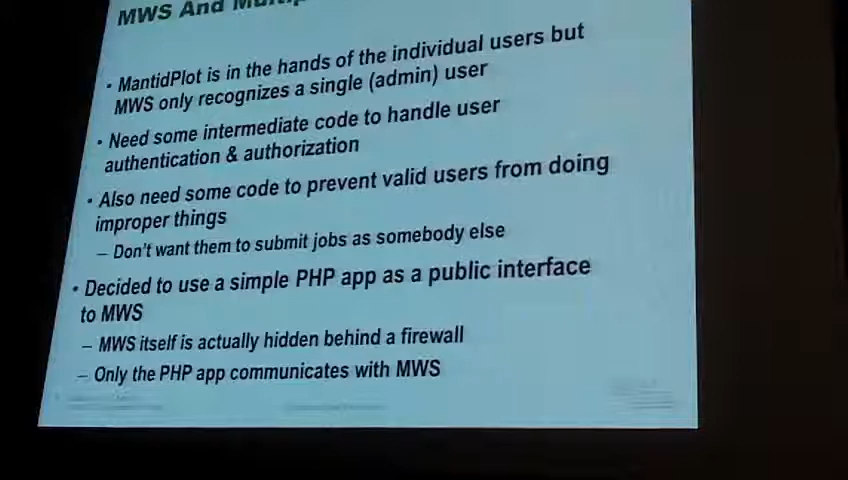 MWS And
• MantidPlot is in the hands of the individual users but
MWS only recognizes a single (admin) user
• Need some intermediate code to handle user
authentication & authorization
• Also need some code to prevent valid users from doing
improper things
– Don't want them to submit jobs as somebody else
• Decided to use a simple PHP app as a public interface
to MWS
– MWS itself is actually hidden behind a firewall
– Only the PHP app communicates with MWS